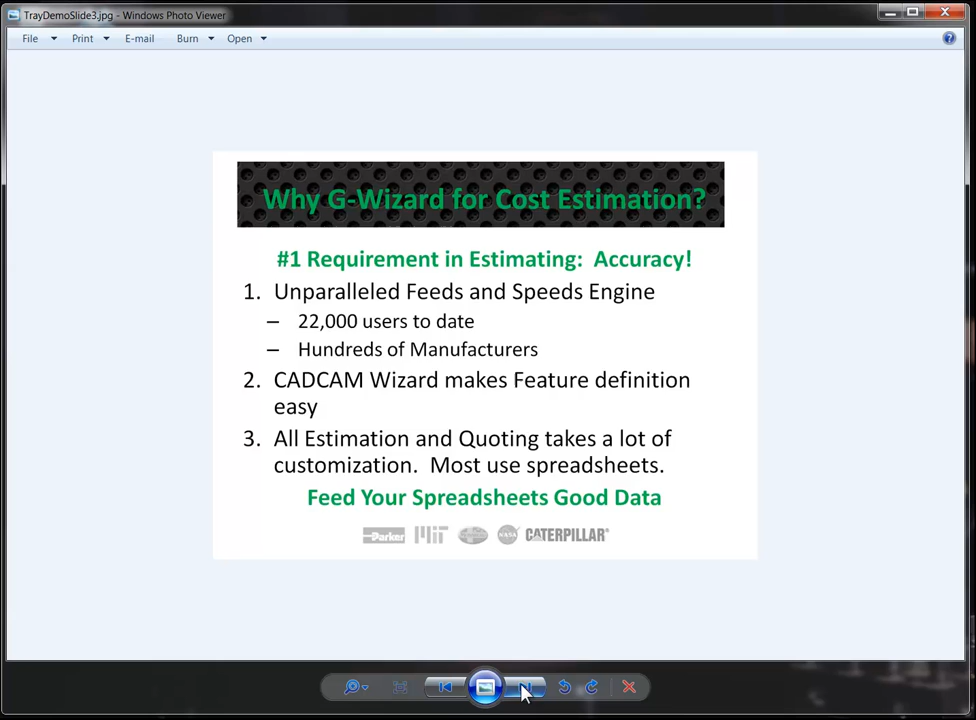 TrayDemoSlide3.jpg - Windows Photo Viewer
File Print E-mail Burn Open
Why G-Wizard for Cost Estimation?
#1 Requirement in Estimating: Accuracy!
1. Unparalleled Feeds and Speeds Engine
– 22,000 users to date
– Hundreds of Manufacturers
2. CADCAM Wizard makes Feature definition
easy
3. All Estimation and Quoting takes a lot of
customization. Most use spreadsheets.
Feed Your Spreadsheets Good Data
Parker MIT NASA CATERPILLAR®